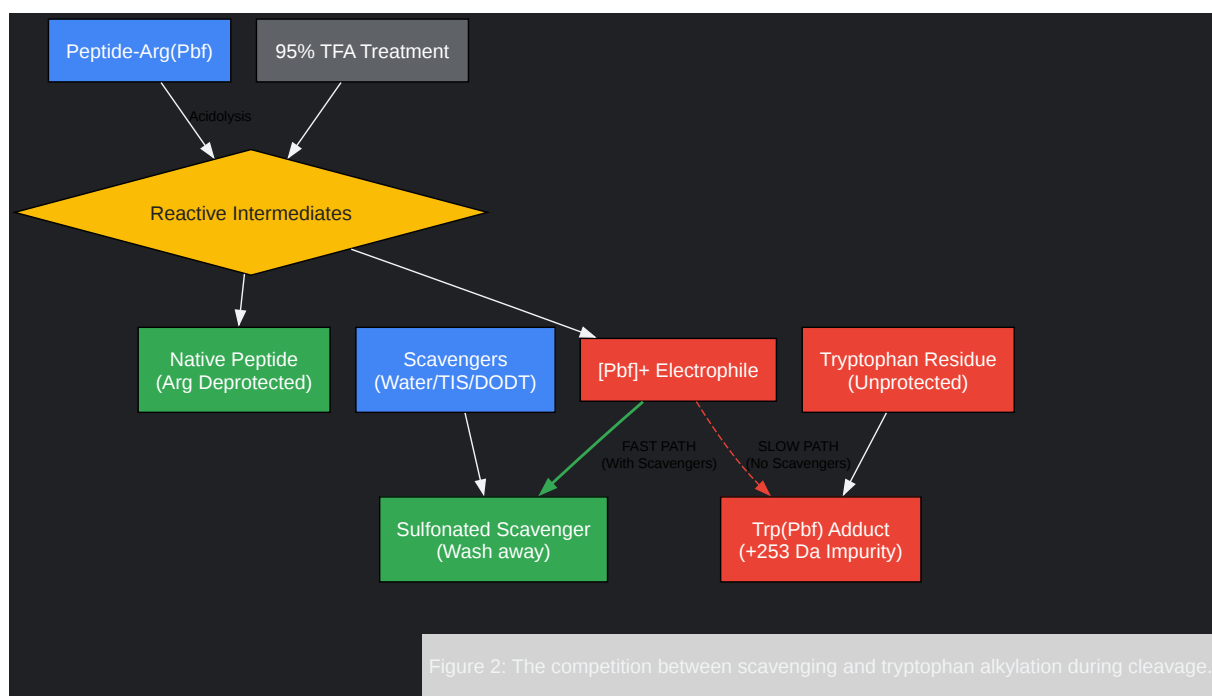 Peptide-Arg(Pbf)
95% TFA Treatment
Acidolysis
Reactive Intermediates
Native Peptide
(Arg Deprotected)
Scavengers
(Water/TIS/DODT)
[Pbf]+ Electrophile
Tryptophan Residue
(Unprotected)
FAST PATH
(With Scavengers)
SLOW PATH
(No Scavengers)
Sulfonated Scavenger
(Wash away)
Trp(Pbf) Adduct
(+253 Da Impurity)
Figure 2: The competition between scavenging and tryptophan alkylation during cleavage.